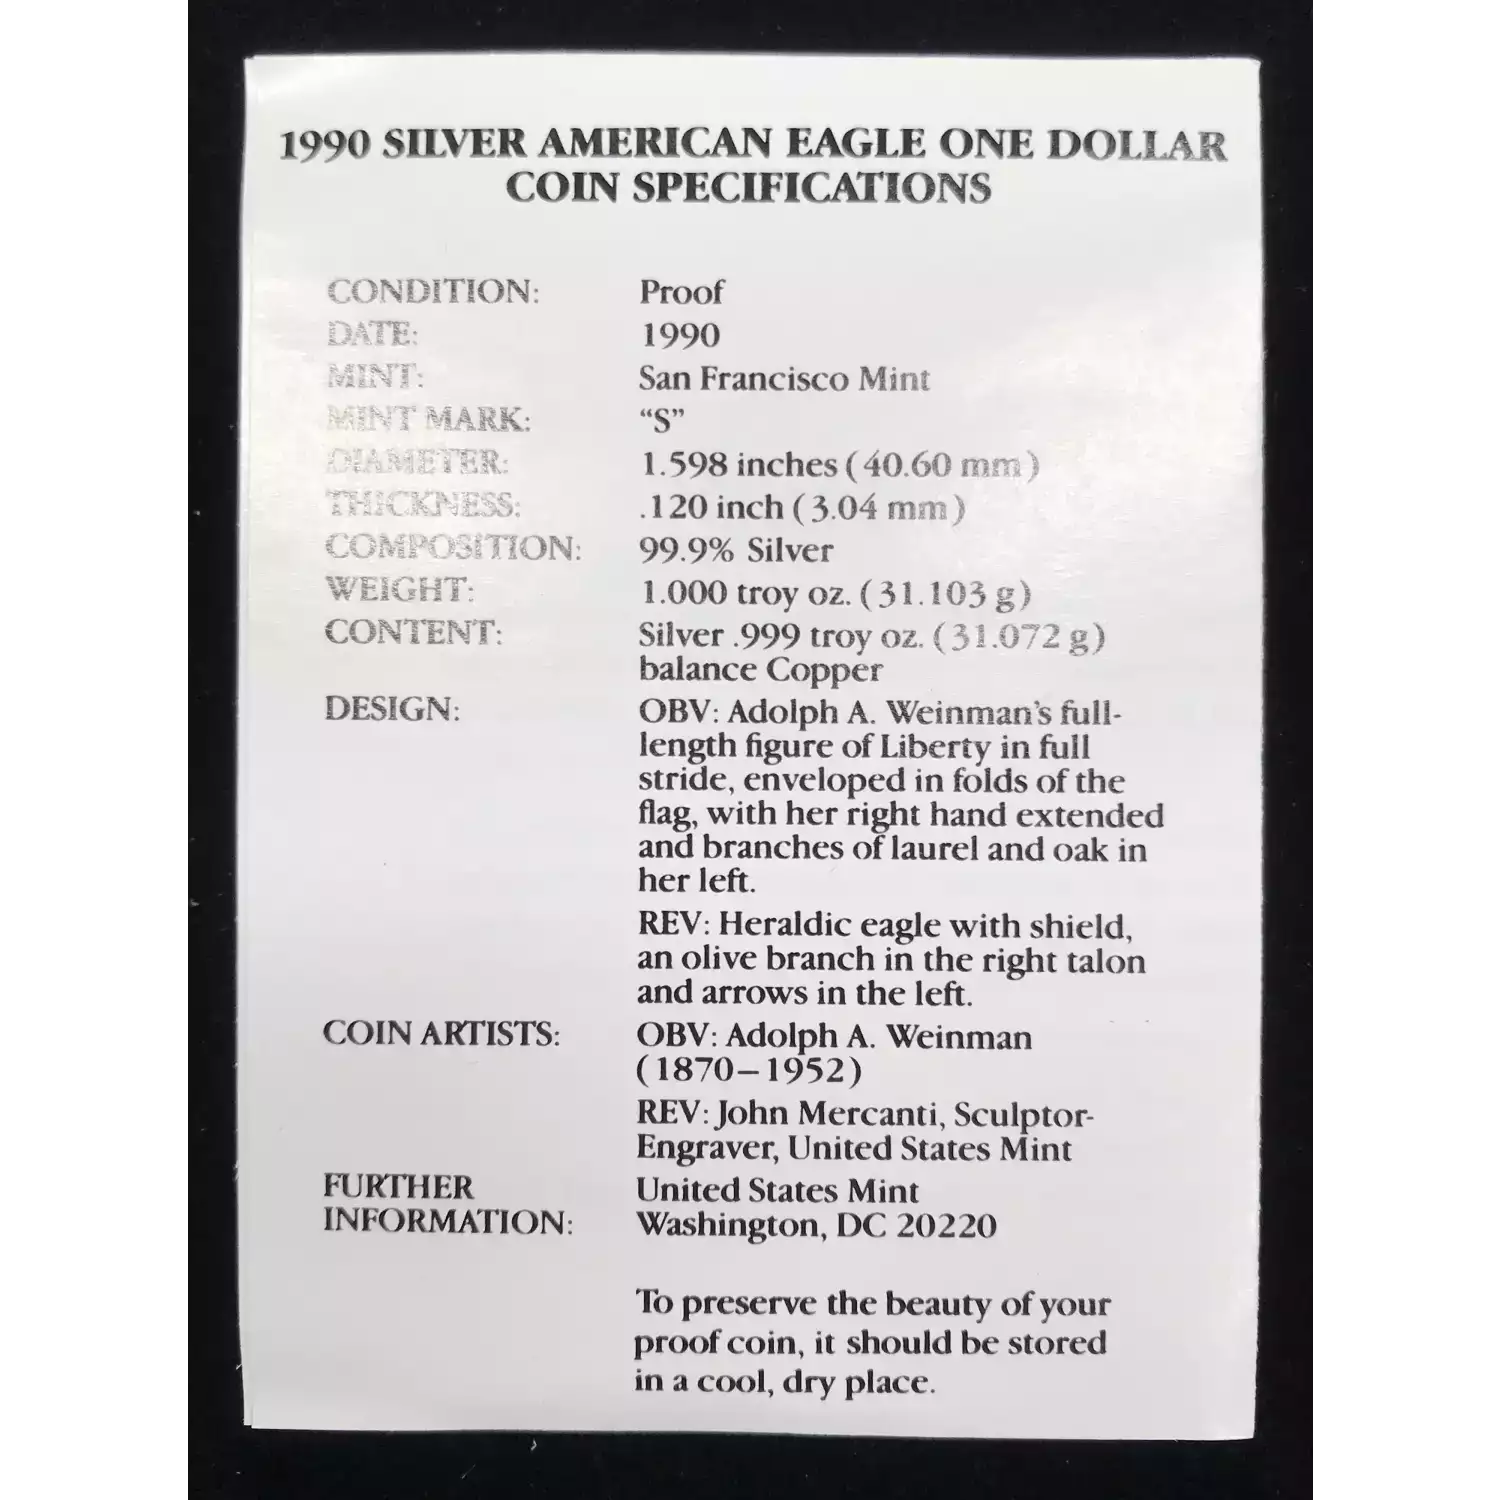 1990 SILVER AMERICAN EAGLE ONE DOLLAR
COIN SPECIFICATIONS
CONDITION: Proof
DATE: 1990
MINT: San Francisco Mint
MINT MARK: “S”
DIAMETER: 1.598 inches (40.60 mm)
THICKNESS: .120 inch (3.04 mm)
COMPOSITION: 99.9% Silver
WEIGHT: 1.000 troy oz. (31.103 g)
CONTENT: Silver .999 troy oz. (31.072 g)
balance Copper
DESIGN: OBV: Adolph A. Weinman’s full-
length figure of Liberty in full
stride, enveloped in folds of the
flag, with her right hand extended
and branches of laurel and oak in
her left.
REV: Heraldic eagle with shield,
an olive branch in the right talon
and arrows in the left.
COIN ARTISTS: OBV: Adolph A. Weinman
(1870–1952)
REV: John Mercanti, Sculptor-
Engraver, United States Mint
FURTHER United States Mint
INFORMATION: Washington, DC 20220
To preserve the beauty of your
proof coin, it should be stored
in a cool, dry place.